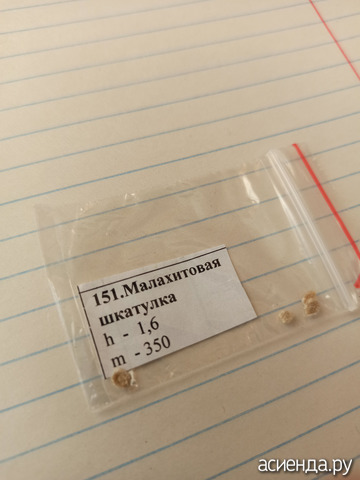 151.Малахитовая
шкатулка
h - 1,6
m - 350
асиенда.ру